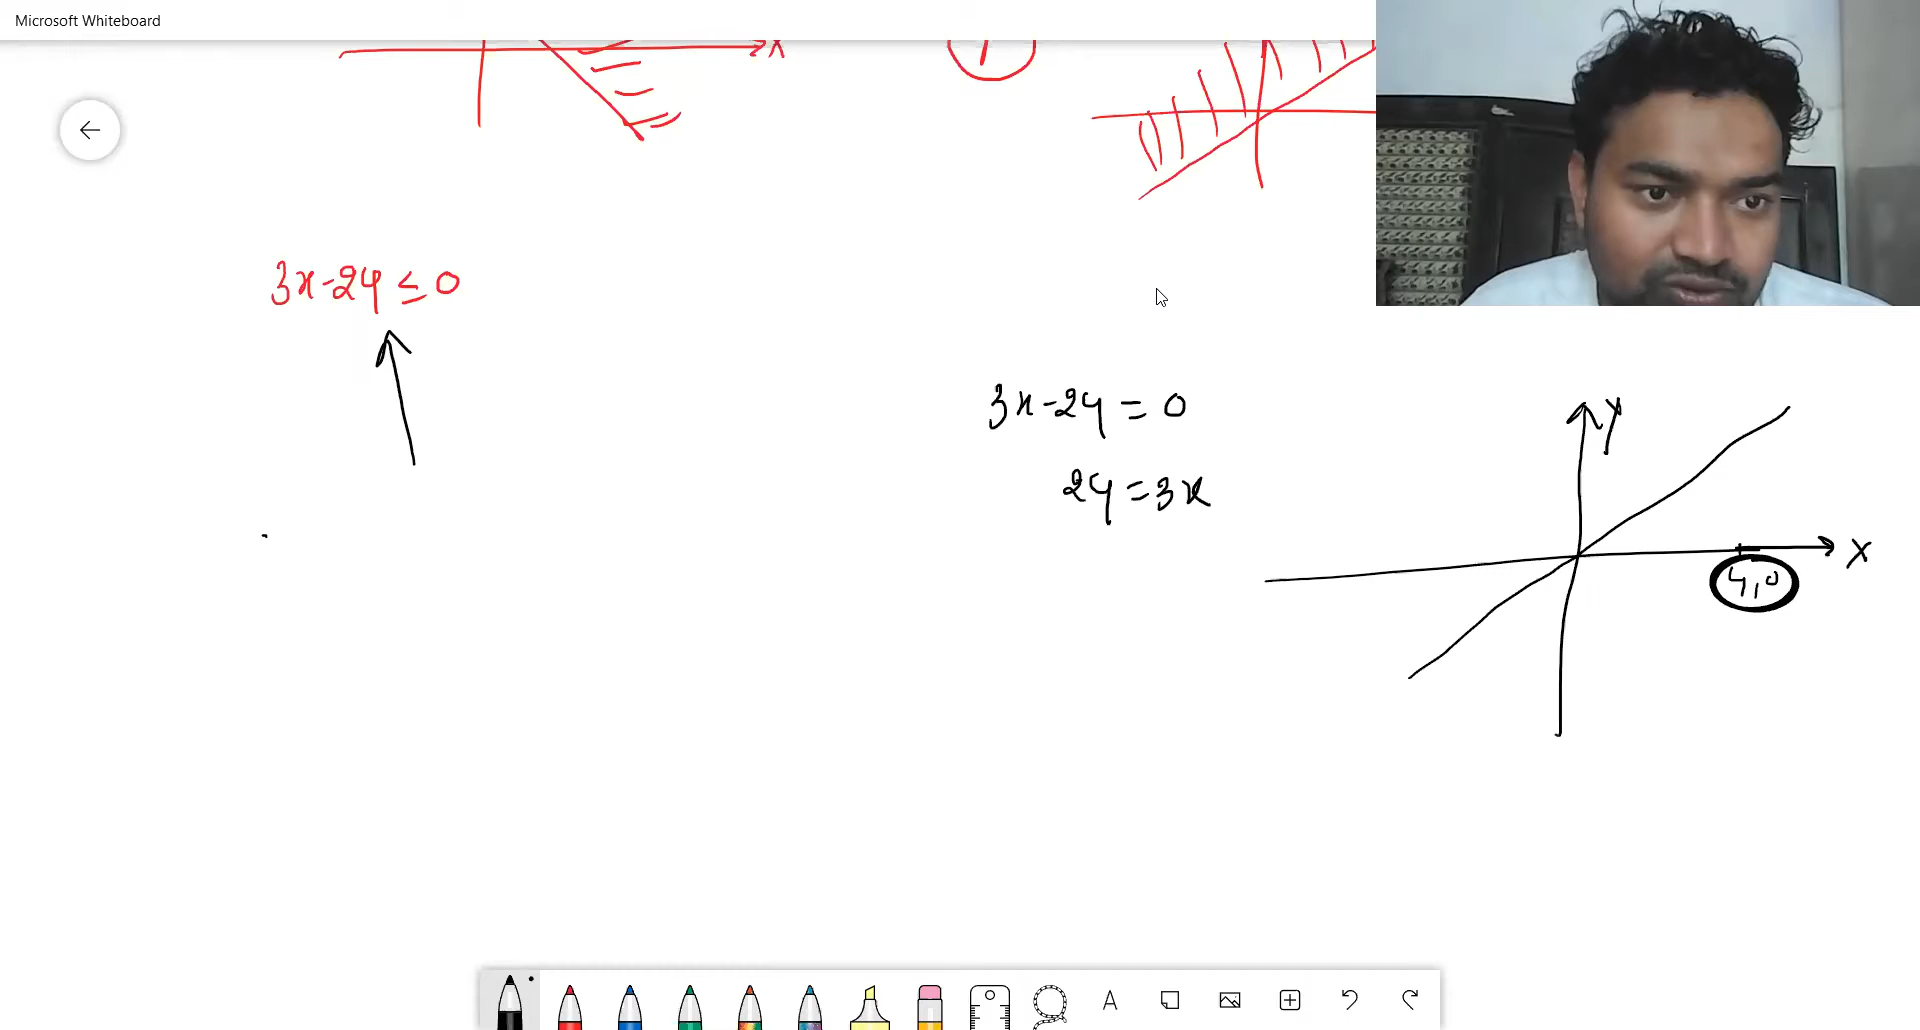 Microsoft Whiteboard
X
3x-2y ≤ 0
3x-2y = 0
2y = 3x
y
X
4,0
A